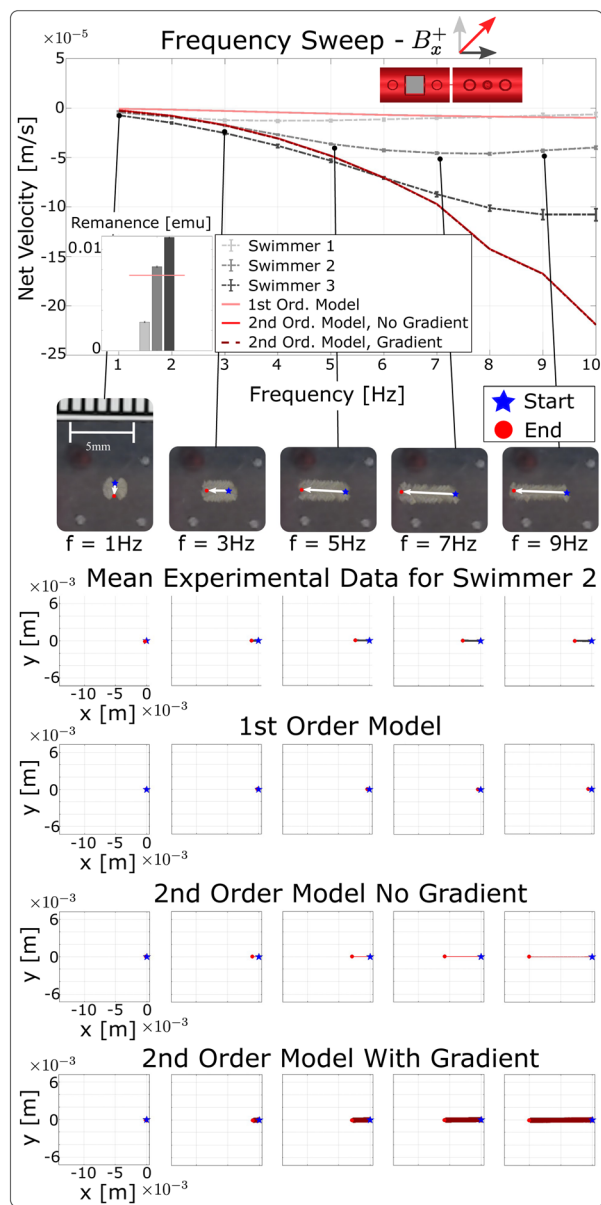 Frequency Sweep - B_x^+
×10⁻⁵
Net Velocity [m/s]
5
0
-5
-10
-15
-20
-25
Remanence [emu]
0.01
0
Swimmer 1
Swimmer 2
Swimmer 3
1st Ord. Model
2nd Ord. Model, No Gradient
2nd Ord. Model, Gradient
1 2 3 4 5 6 7 8 9 10
Frequency [Hz]
Start
End
5mm
f = 1Hz f = 3Hz f = 5Hz f = 7Hz f = 9Hz
Mean Experimental Data for Swimmer 2
×10⁻³
y [m]
6
0
-6
-10 -5 0
x [m] ×10⁻³
1st Order Model
×10⁻³
y [m]
6
0
-6
-10 -5 0
x [m] ×10⁻³
2nd Order Model No Gradient
×10⁻³
y [m]
6
0
-6
-10 -5 0
x [m] ×10⁻³
2nd Order Model With Gradient
×10⁻³
y [m]
6
0
-6
-10 -5 0
x [m] ×10⁻³